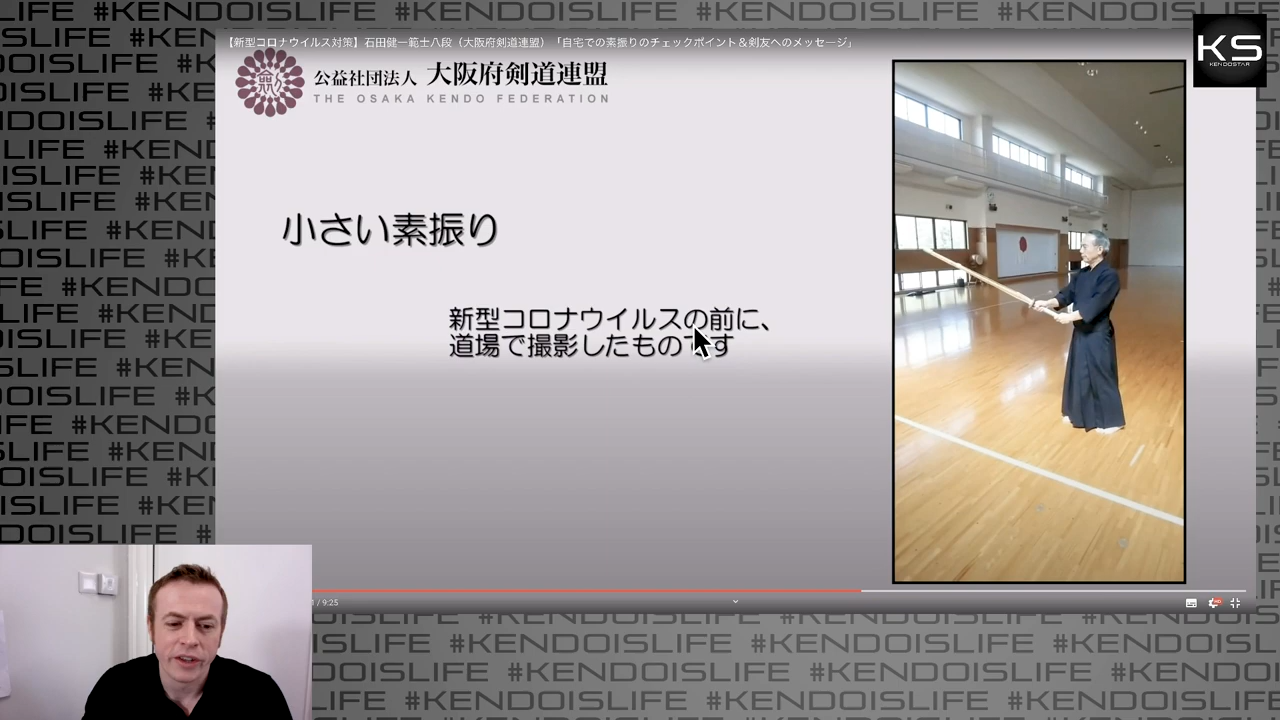 【新型コロナウイルス対策】石田健一範士八段（大阪府剣道連盟）「自宅での素振りのチェックポイント＆剣友へのメッセージ」
公益社団法人 大阪府剣道連盟
THE OSAKA KENDO FEDERATION
KS
KENDOSTAR
小さい素振り
新型コロナウイルスの前に、
道場で撮影したものです
/ 9:25
#KENDOISLIFE #KENDOISLIFE #KENDOISLIFE